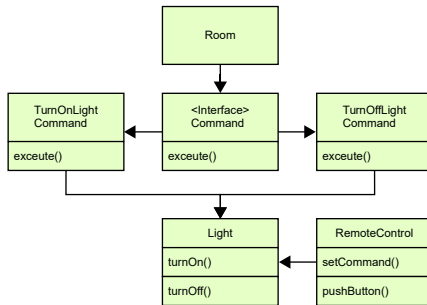 Room
TurnOnLight
Command
exceute()
<Interface>
Command
exceute()
TurnOffLight
Command
exceute()
Light
turnOn()
turnOff()
RemoteControl
setCommand()
pushButton()